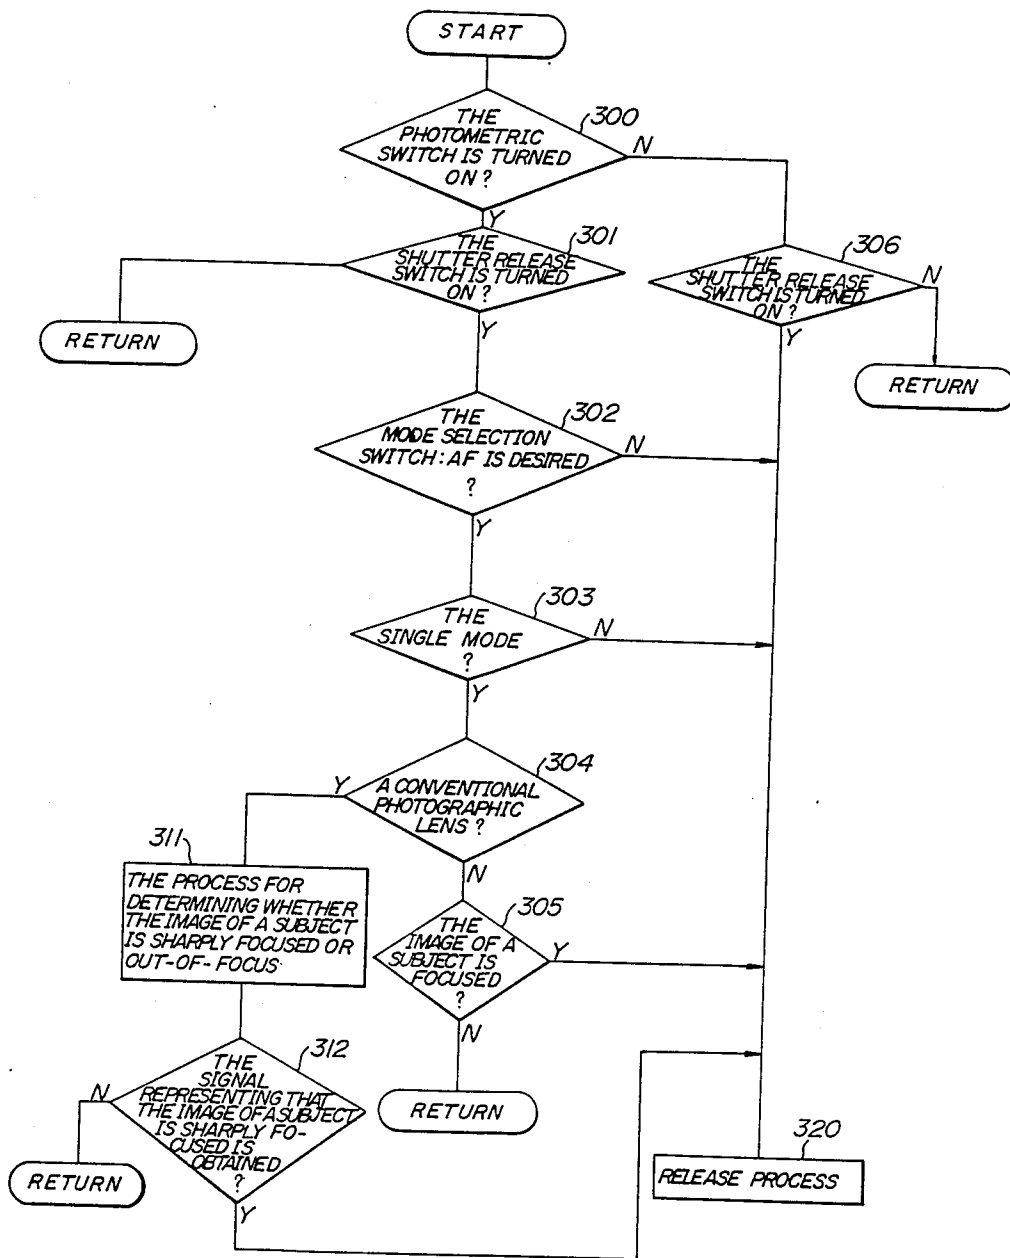 START
THE
PHOTOMETRIC
SWITCH IS TURNED
ON ?
300
N
Y
THE
SHUTTER RELEASE
SWITCH IS TURNED
ON ?
301
Y
RETURN
THE
SHUTTER RELEASE
SWITCH IS TURNED
ON ?
306
N
Y
RETURN
THE
MODE SELECTION
SWITCH : AF IS DESIRED
?
302
N
Y
THE
SINGLE MODE
?
303
N
Y
A CONVENTIONAL
PHOTOGRAPHIC
LENS ?
304
Y
N
311
THE PROCESS FOR
DETERMINING WHETHER
THE IMAGE OF A SUBJECT
IS SHARPLY FOCUSED OR
OUT-OF-FOCUS
THE
IMAGE OF A
SUBJECT IS
FOCUSED
?
305
Y
N
RETURN
THE
SIGNAL
REPRESENTING THAT
THE IMAGE OF A SUBJECT
IS SHARPLY FO-
CUSED IS
OBTAINED
?
312
N
Y
RETURN
320
RELEASE PROCESS